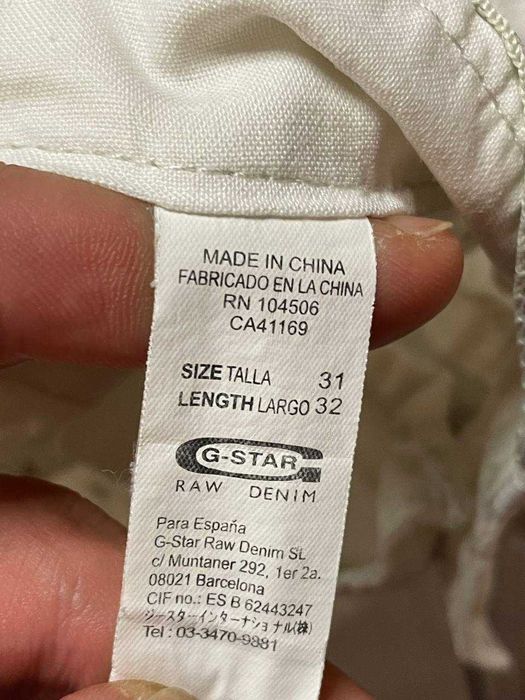 MADE IN CHINA
FABRICADO EN LA CHINA
RN 104506
CA41169
SIZE TALLA 31
LENGTH LARGO 32
G-STAR
RAW DENIM
Para España
G-Star Raw Denim SL
c/ Muntaner 292, 1er 2a.
08021 Barcelona
CIF no.: ES B 62443247
ジースターインターナショナル(株)
Tel : 03-3470-9881